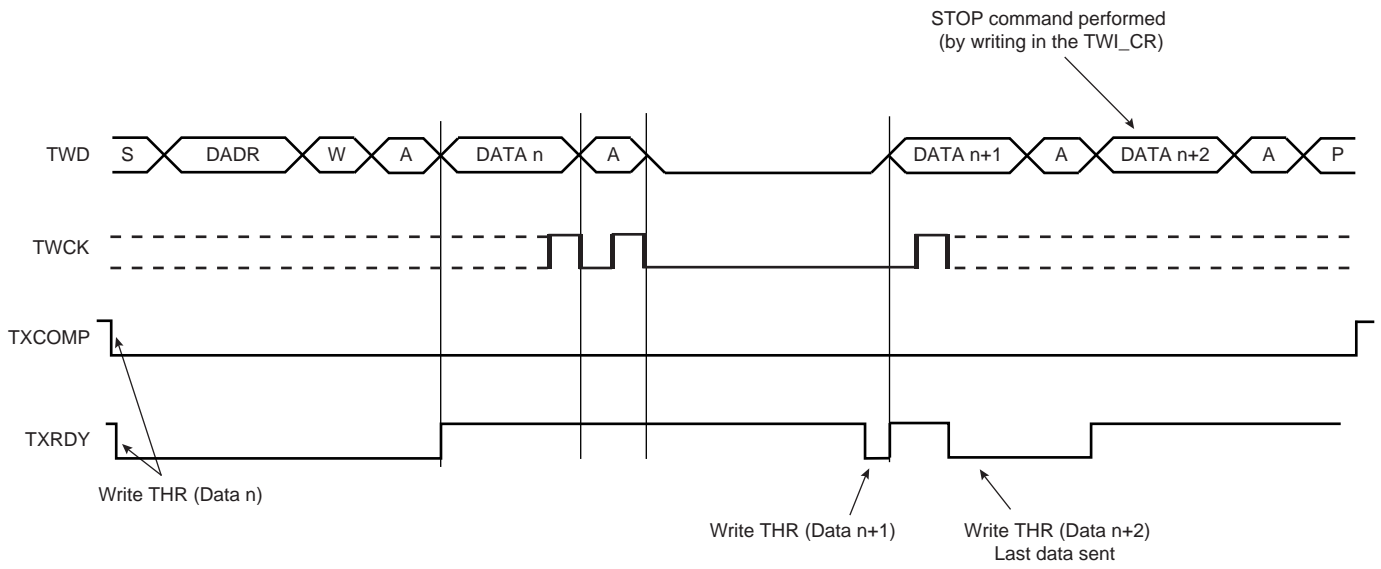 STOP command performed
(by writing in the TWI_CR)
TWD
S
DADR
W
A
DATA n
A
DATA n+1
A
DATA n+2
A
P
TWCK
TXCOMP
TXRDY
Write THR (Data n)
Write THR (Data n+1)
Write THR (Data n+2)
Last data sent